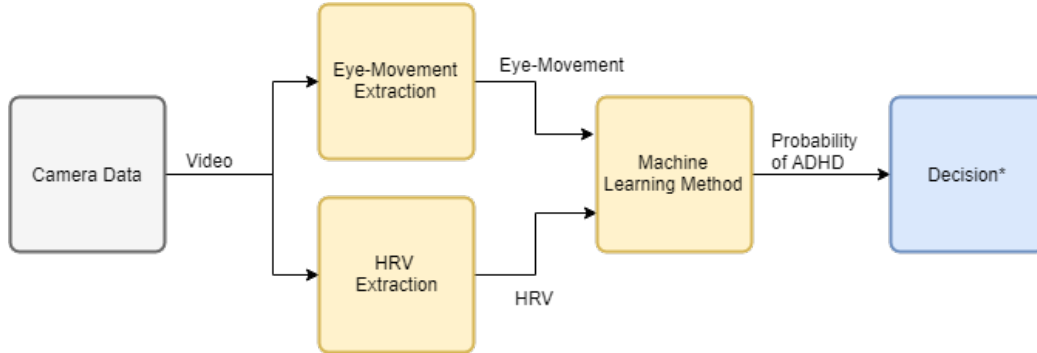 Camera Data
Video
Eye-Movement
Extraction
Eye-Movement
HRV
Extraction
HRV
Machine
Learning Method
Probability
of ADHD
Decision*